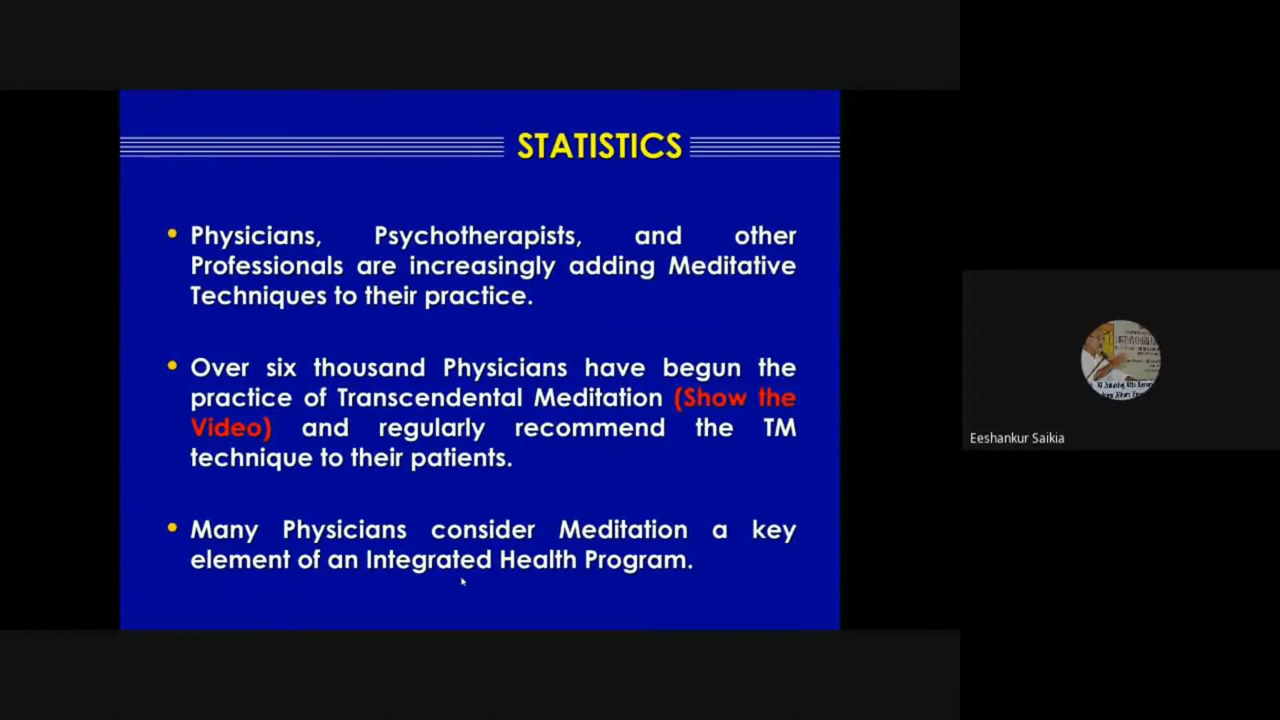 STATISTICS
• Physicians, Psychotherapists, and other
Professionals are increasingly adding Meditative
Techniques to their practice.
• Over six thousand Physicians have begun the
practice of Transcendental Meditation (Show the
Video) and regularly recommend the TM
technique to their patients.
• Many Physicians consider Meditation a key
element of an Integrated Health Program.
Eeshankur Saikia